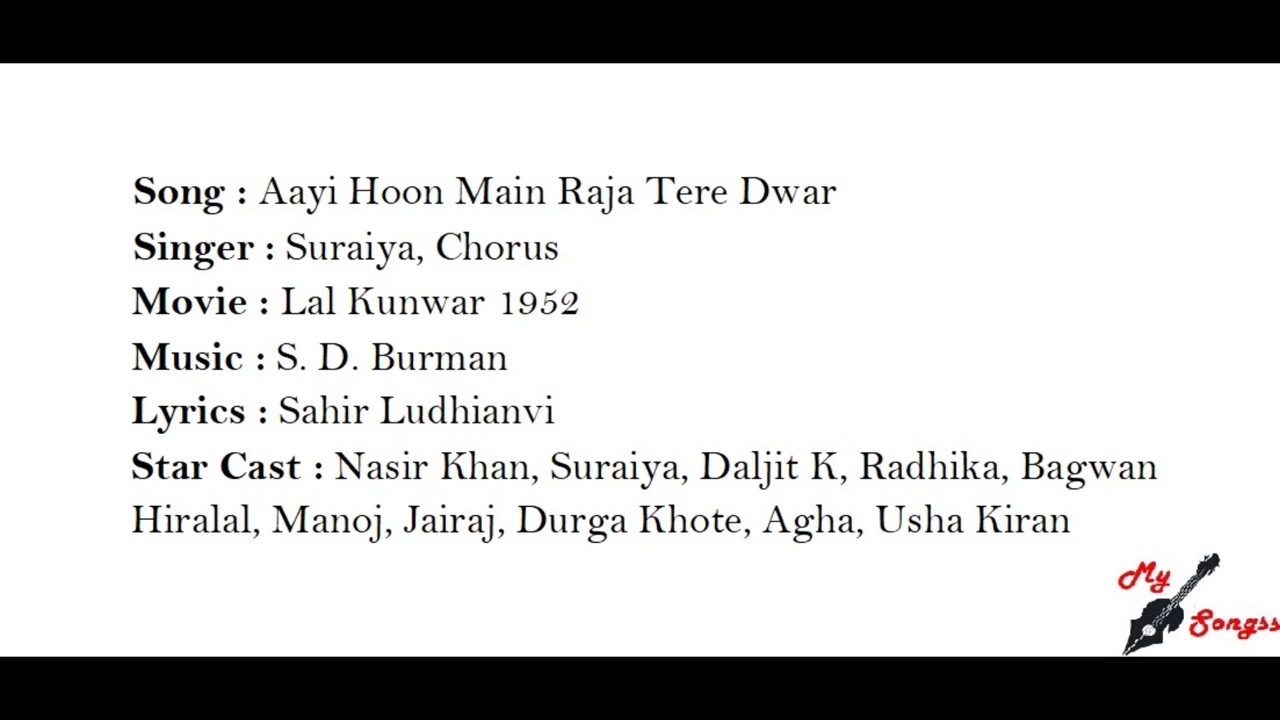 Song : Aayi Hoon Main Raja Tere Dwar
Singer : Suraiya, Chorus
Movie : Lal Kunwar 1952
Music : S. D. Burman
Lyrics : Sahir Ludhianvi
Star Cast : Nasir Khan, Suraiya, Daljit K, Radhika, Bagwan
Hiralal, Manoj, Jairaj, Durga Khote, Agha, Usha Kiran
My
Songss